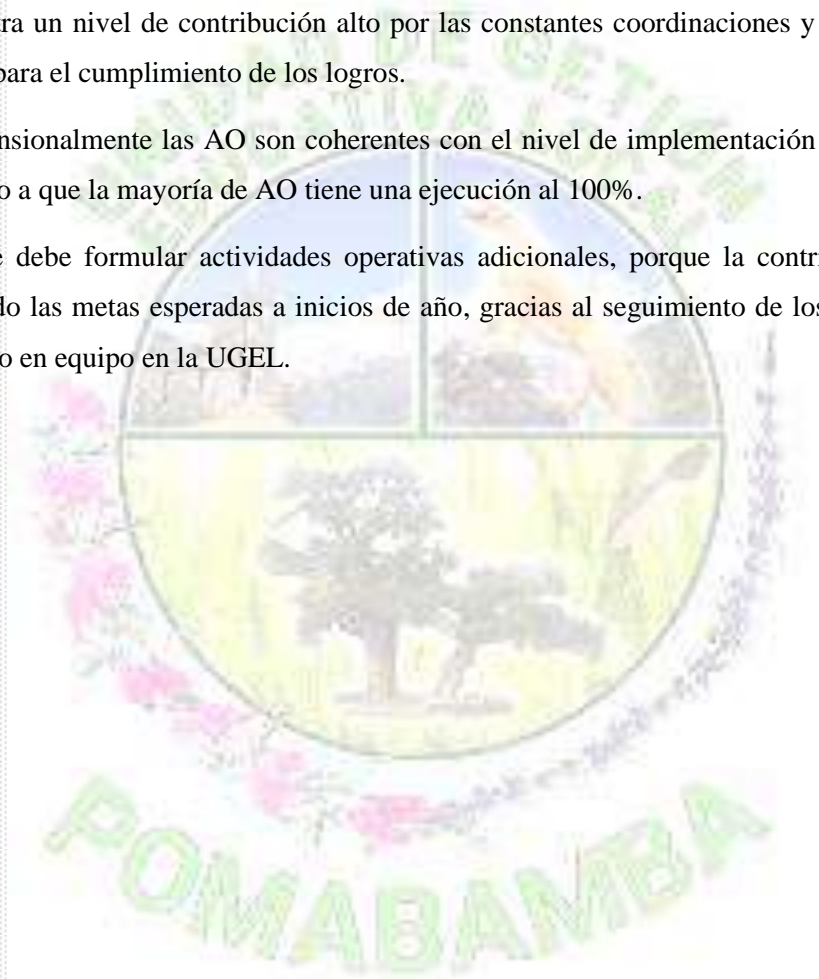 ra un nivel de contribución alto por las constantes coordinaciones y
para el cumplimiento de los logros.
nsionalmente las AO son coherentes con el nivel de implementación
o a que la mayoría de AO tiene una ejecución al 100%.
e debe formular actividades operativas adicionales, porque la contr
do las metas esperadas a inicios de año, gracias al seguimiento de los
o en equipo en la UGEL.
POMABAMBA